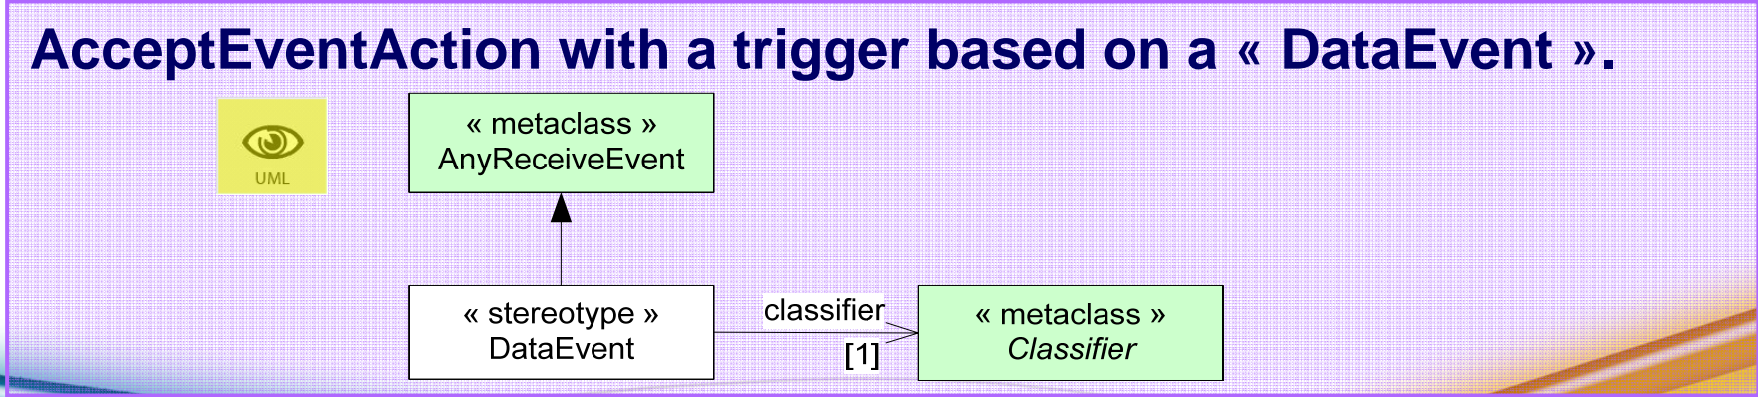 AcceptEventAction with a trigger based on a « DataEvent ».
UML
« metaclass »
AnyReceiveEvent
« stereotype »
DataEvent
classifier
[1]
« metaclass »
Classifier